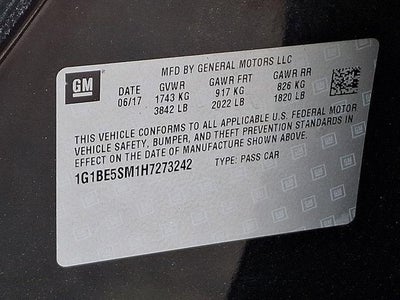 GM
MFD BY GENERAL MOTORS LLC
DATE GVWR GAWR FRT GAWR RR
06/17 1743 KG 917 KG 826 KG
3842 LB 2022 LB 1820 LB
THIS VEHICLE CONFORMS TO ALL APPLICABLE U.S. FEDERAL MOTOR
VEHICLE SAFETY, BUMPER, AND THEFT PREVENTION STANDARDS IN
EFFECT ON THE DATE OF MANUFACTURE SHOWN ABOVE.
1G1BE5SM1H7273242 TYPE: PASS CAR